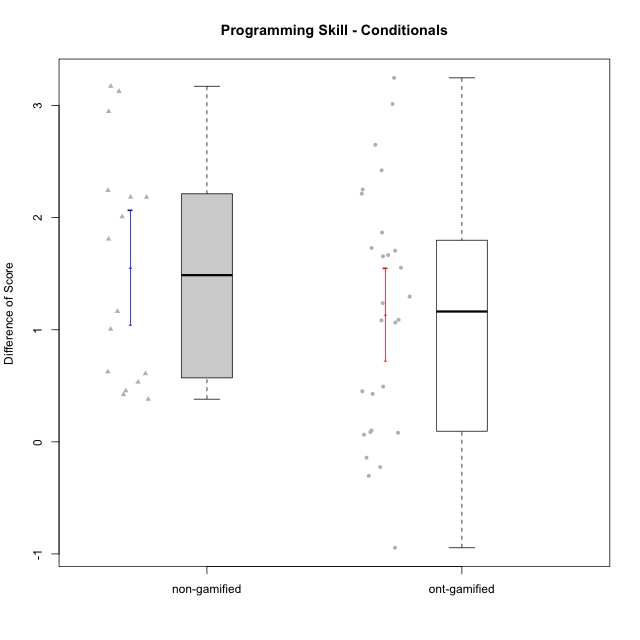 Programming Skill - Conditionals
Difference of Score
3
2
1
0
-1
non-gamified
ont-gamified